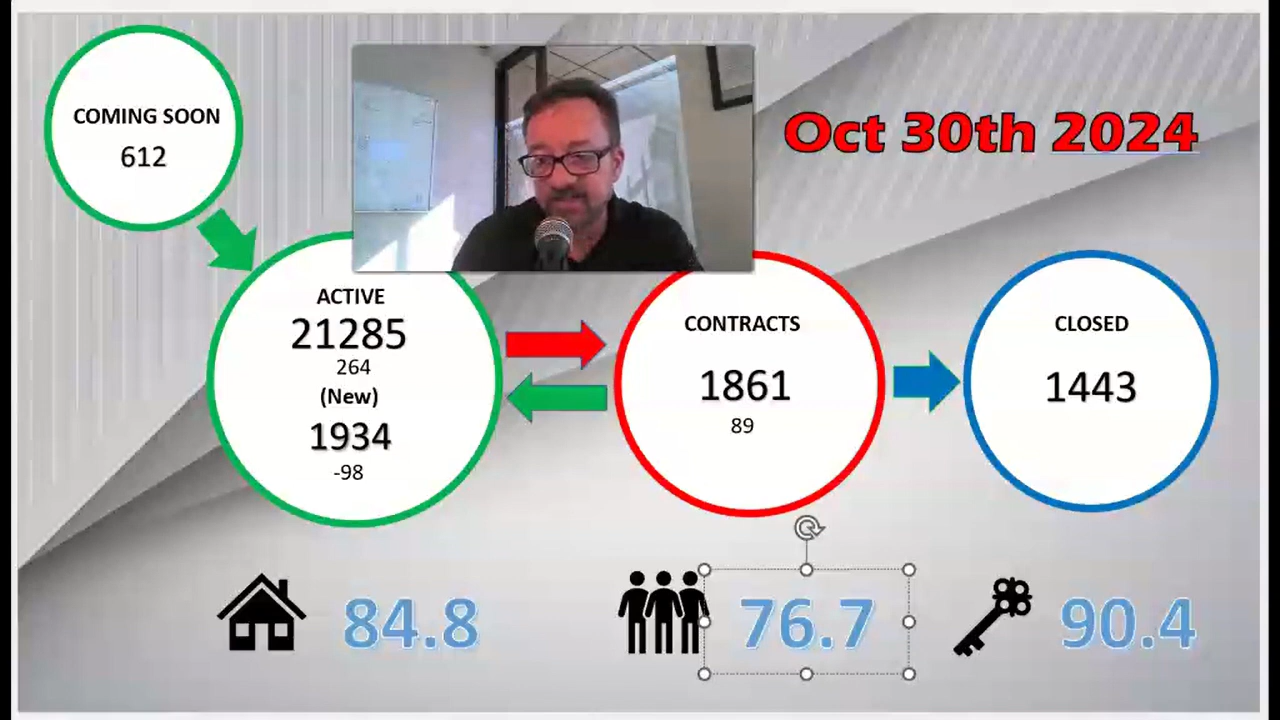 COMING SOON
612
Oct 30th 2024
ACTIVE
21285
264
(New)
1934
-98
CONTRACTS
1861
89
CLOSED
1443
84.8
76.7
90.4